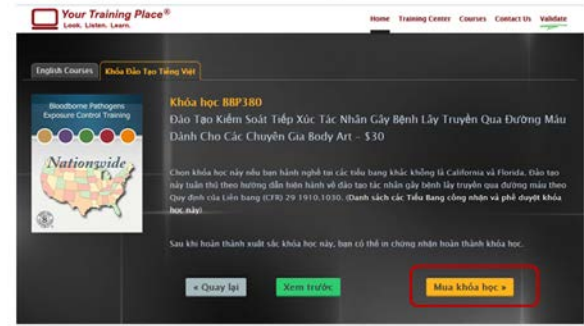 Your Training Place®
Look. Listen. Learn.
Home Training Center Courses Contact Us Validate
English Courses Khóa Đào Tạo Tiếng Việt
Bloodborne Pathogens
Exposure Control Training
Nationwide
Khóa học BBP380
Đào Tạo Kiểm Soát Tiếp Xúc Tác Nhân Gây Bệnh Lây Truyền Qua Đường Máu
Dành Cho Các Chuyên Gia Body Art - $30
Chọn khóa học này nếu bạn hành nghề tại các tiểu bang khác không là California và Florida. Đào tạo
này tuân thủ theo hướng dẫn hiện hành về đào tạo tác nhân gây bệnh lây truyền qua đường máu theo
Quy định của Liên bang (CFR) 29 1910.1030. (Danh sách các Tiểu Bang công nhận và phê duyệt khóa
học này)
Sau khi hoàn thành xuất sắc khóa học này, bạn có thể in chứng nhận hoàn thành khóa học.
« Quay lại Xem trước Mua khóa học »